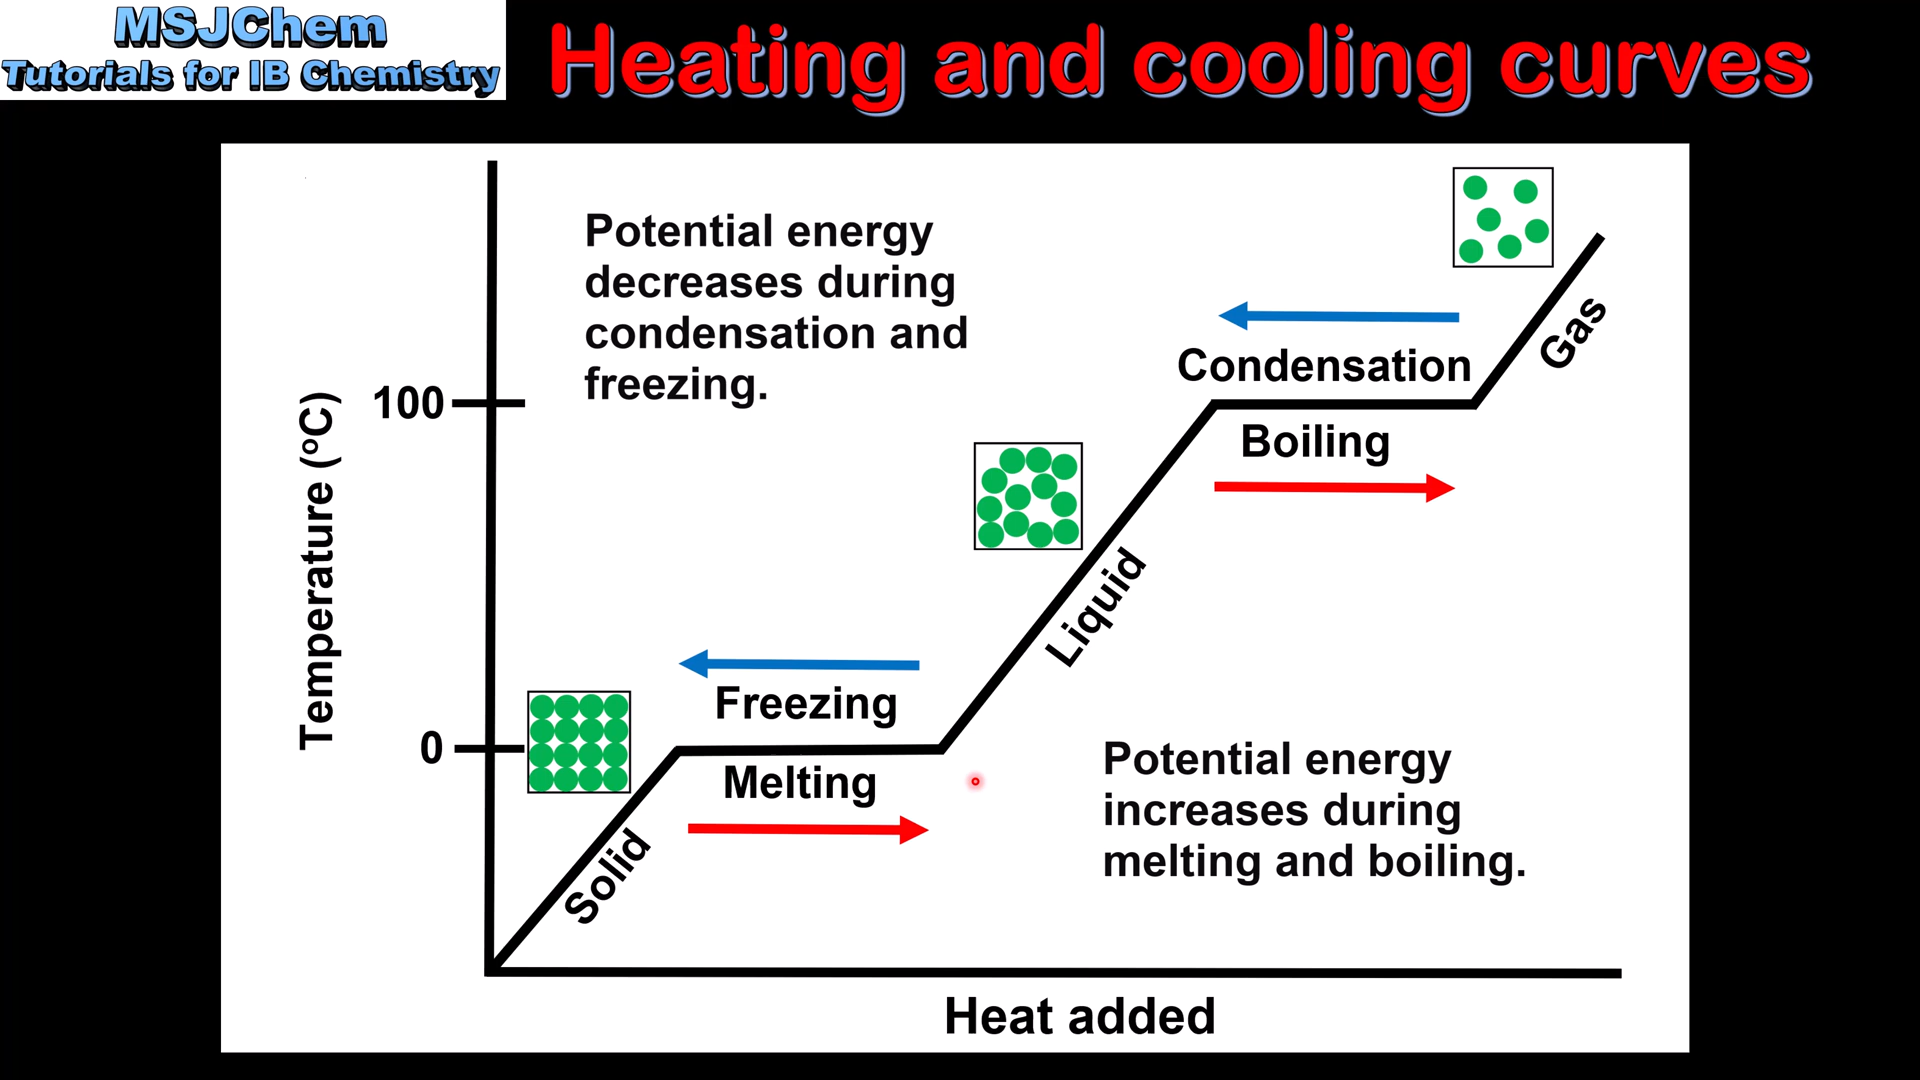 MSJChem
Tutorials for IB Chemistry
Heating and cooling curves
Potential energy
decreases during
condensation and
freezing.
Condensation
Gas
100
Boiling
Temperature (ºC)
Liquid
Freezing
0
Melting
Solid
Potential energy
increases during
melting and boiling.
Heat added